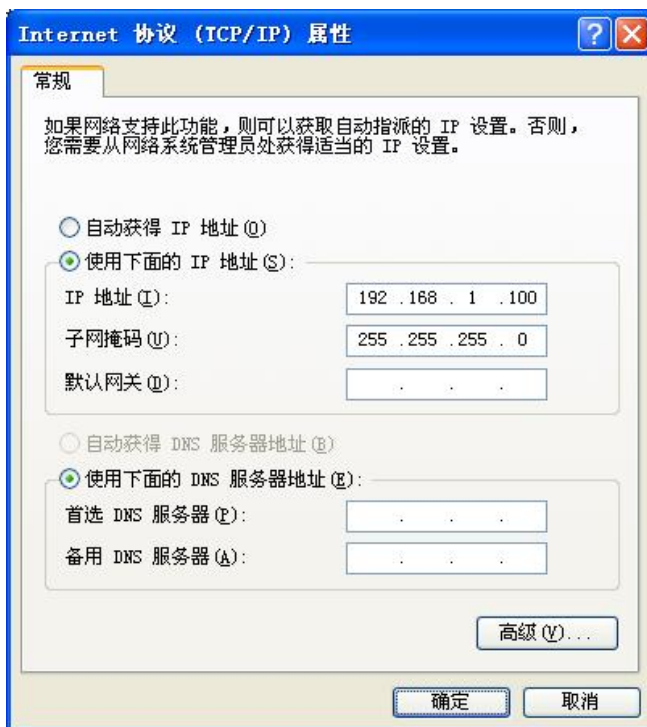 Internet 协议 (TCP/IP) 属性
常规
如果网络支持此功能，则可以获取自动指派的 IP 设置。否则，
您需要从网络系统管理员处获得适当的 IP 设置。
自动获得 IP 地址(O)
使用下面的 IP 地址(S):
IP 地址(I): 192 .168 . 1 .100
子网掩码(U): 255 .255 .255 . 0
默认网关(D): . . .
自动获得 DNS 服务器地址(B)
使用下面的 DNS 服务器地址(E):
首选 DNS 服务器(P): . . .
备用 DNS 服务器(A): . . .
高级(V)...
确定 取消